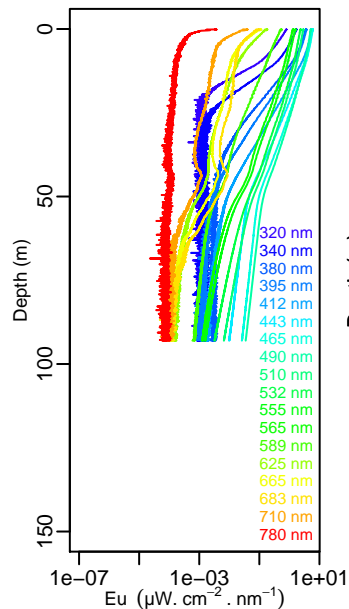 0
50
100
150
Depth (m)
320 nm
340 nm
380 nm
395 nm
412 nm
443 nm
465 nm
490 nm
510 nm
532 nm
555 nm
565 nm
589 nm
625 nm
665 nm
683 nm
710 nm
780 nm
1e-07
1e-03
1e+01
Eu (µW. cm⁻² . nm⁻¹)